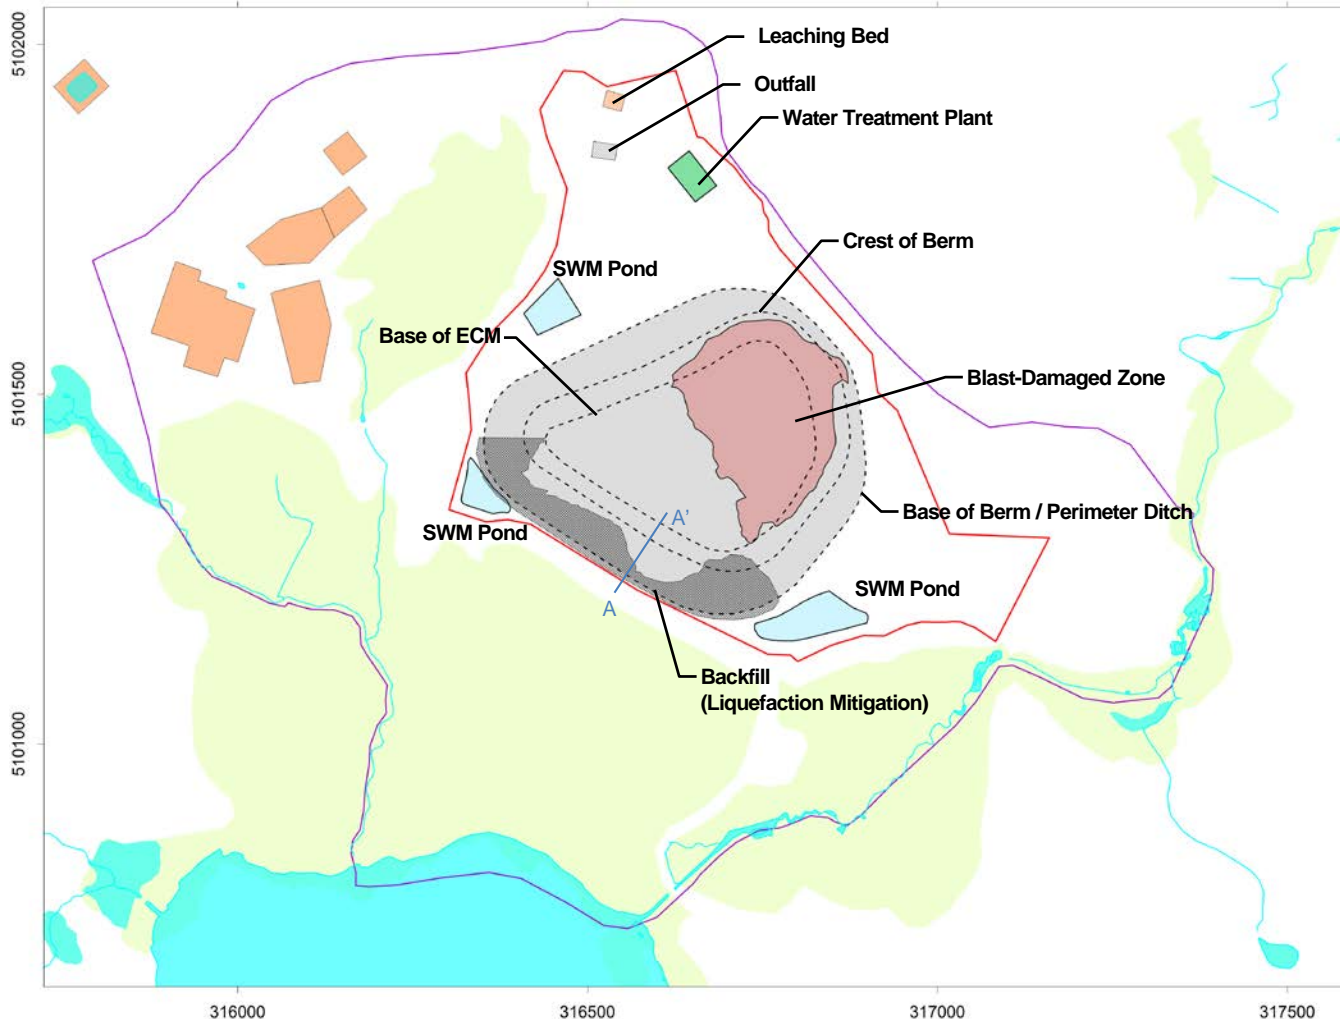 5102000
Leaching Bed
Outfall
Water Treatment Plant
Crest of Berm
SWM Pond
Base of ECM
Blast-Damaged Zone
5101500
Base of Berm / Perimeter Ditch
A'
SWM Pond
SWM Pond
A
Backfill
(Liquefaction Mitigation)
5101000
316000
316500
317000
317500